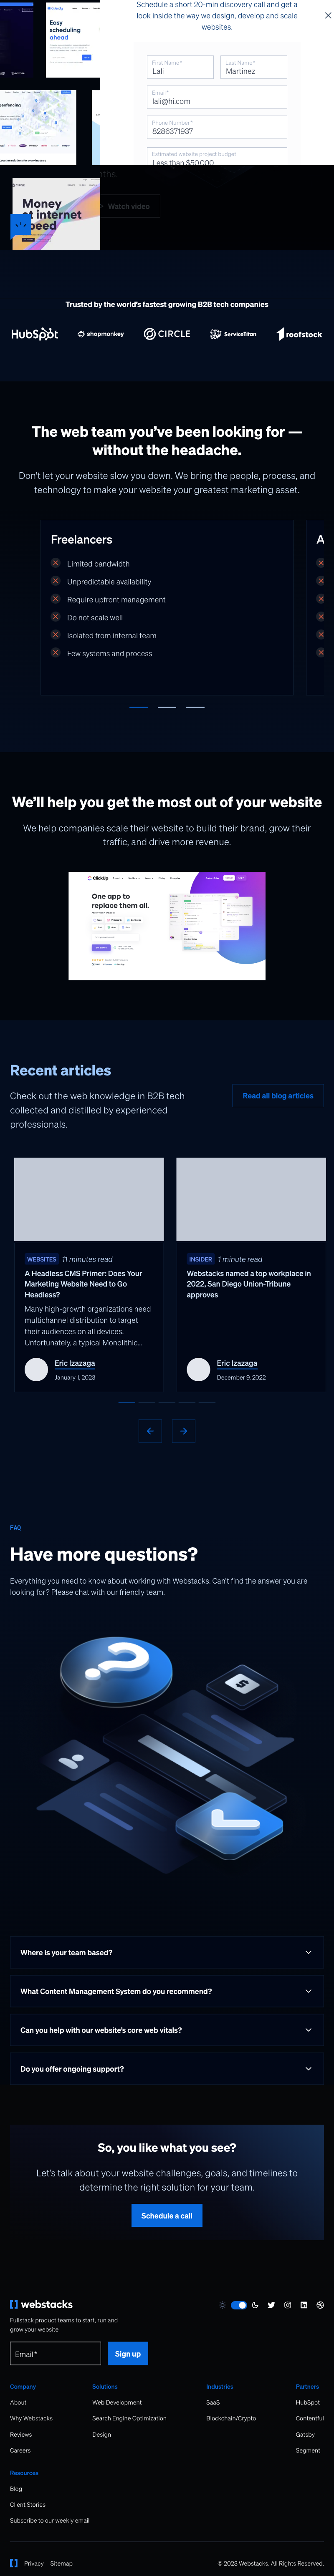 Schedule a short 20-min discovery call and get a
look inside the way we design, develop and scale
websites.
Easy
scheduling
ahead
First Name*
Lali
Last Name*
Martinez
Email*
lali@hi.com
Phone Number*
8286371937
Estimated website project budget
Less than $50,000
Watch video
Money
at internet
speed
Trusted by the world's fastest growing B2B tech companies
HubSpot
shopmonkey
CIRCLE
ServiceTitan
roofstock
The web team you've been looking for —
without the headache.
Don't let your website slow you down. We bring the people, process, and
technology to make your website your greatest marketing asset.
Freelancers
A
Limited bandwidth
Unpredictable availability
Require upfront management
Do not scale well
Isolated from internal team
Few systems and process
We'll help you get the most out of your website
We help companies scale their website to build their brand, grow their
traffic, and drive more revenue.
ClickUp
One app to
replace them all.
Recent articles
Check out the web knowledge in B2B tech
collected and distilled by experienced
professionals.
Read all blog articles
WEBSITES 11 minutes read
A Headless CMS Primer: Does Your
Marketing Website Need to Go
Headless?
Many high-growth organizations need
multichannel distribution to target
their audiences on all devices.
Unfortunately, a typical Monolithic...
Eric Izazaga
January 1, 2023
INSIDER 1 minute read
Webstacks named a top workplace in
2022, San Diego Union-Tribune
approves
Eric Izazaga
December 9, 2022
FAQ
Have more questions?
Everything you need to know about working with Webstacks. Can't find the answer you are
looking for? Please chat with our friendly team.
Where is your team based?
What Content Management System do you recommend?
Can you help with our website's core web vitals?
Do you offer ongoing support?
So, you like what you see?
Let's talk about your website challenges, goals, and timelines to
determine the right solution for your team.
Schedule a call
webstacks
Fullstack product teams to start, run and
grow your website
Email*
Sign up
Company
About
Why Webstacks
Reviews
Careers
Solutions
Web Development
Search Engine Optimization
Design
Industries
SaaS
Blockchain/Crypto
Partners
HubSpot
Contentful
Gatsby
Segment
Resources
Blog
Client Stories
Subscribe to our weekly email
Privacy
Sitemap
© 2023 Webstacks. All Rights Reserved.